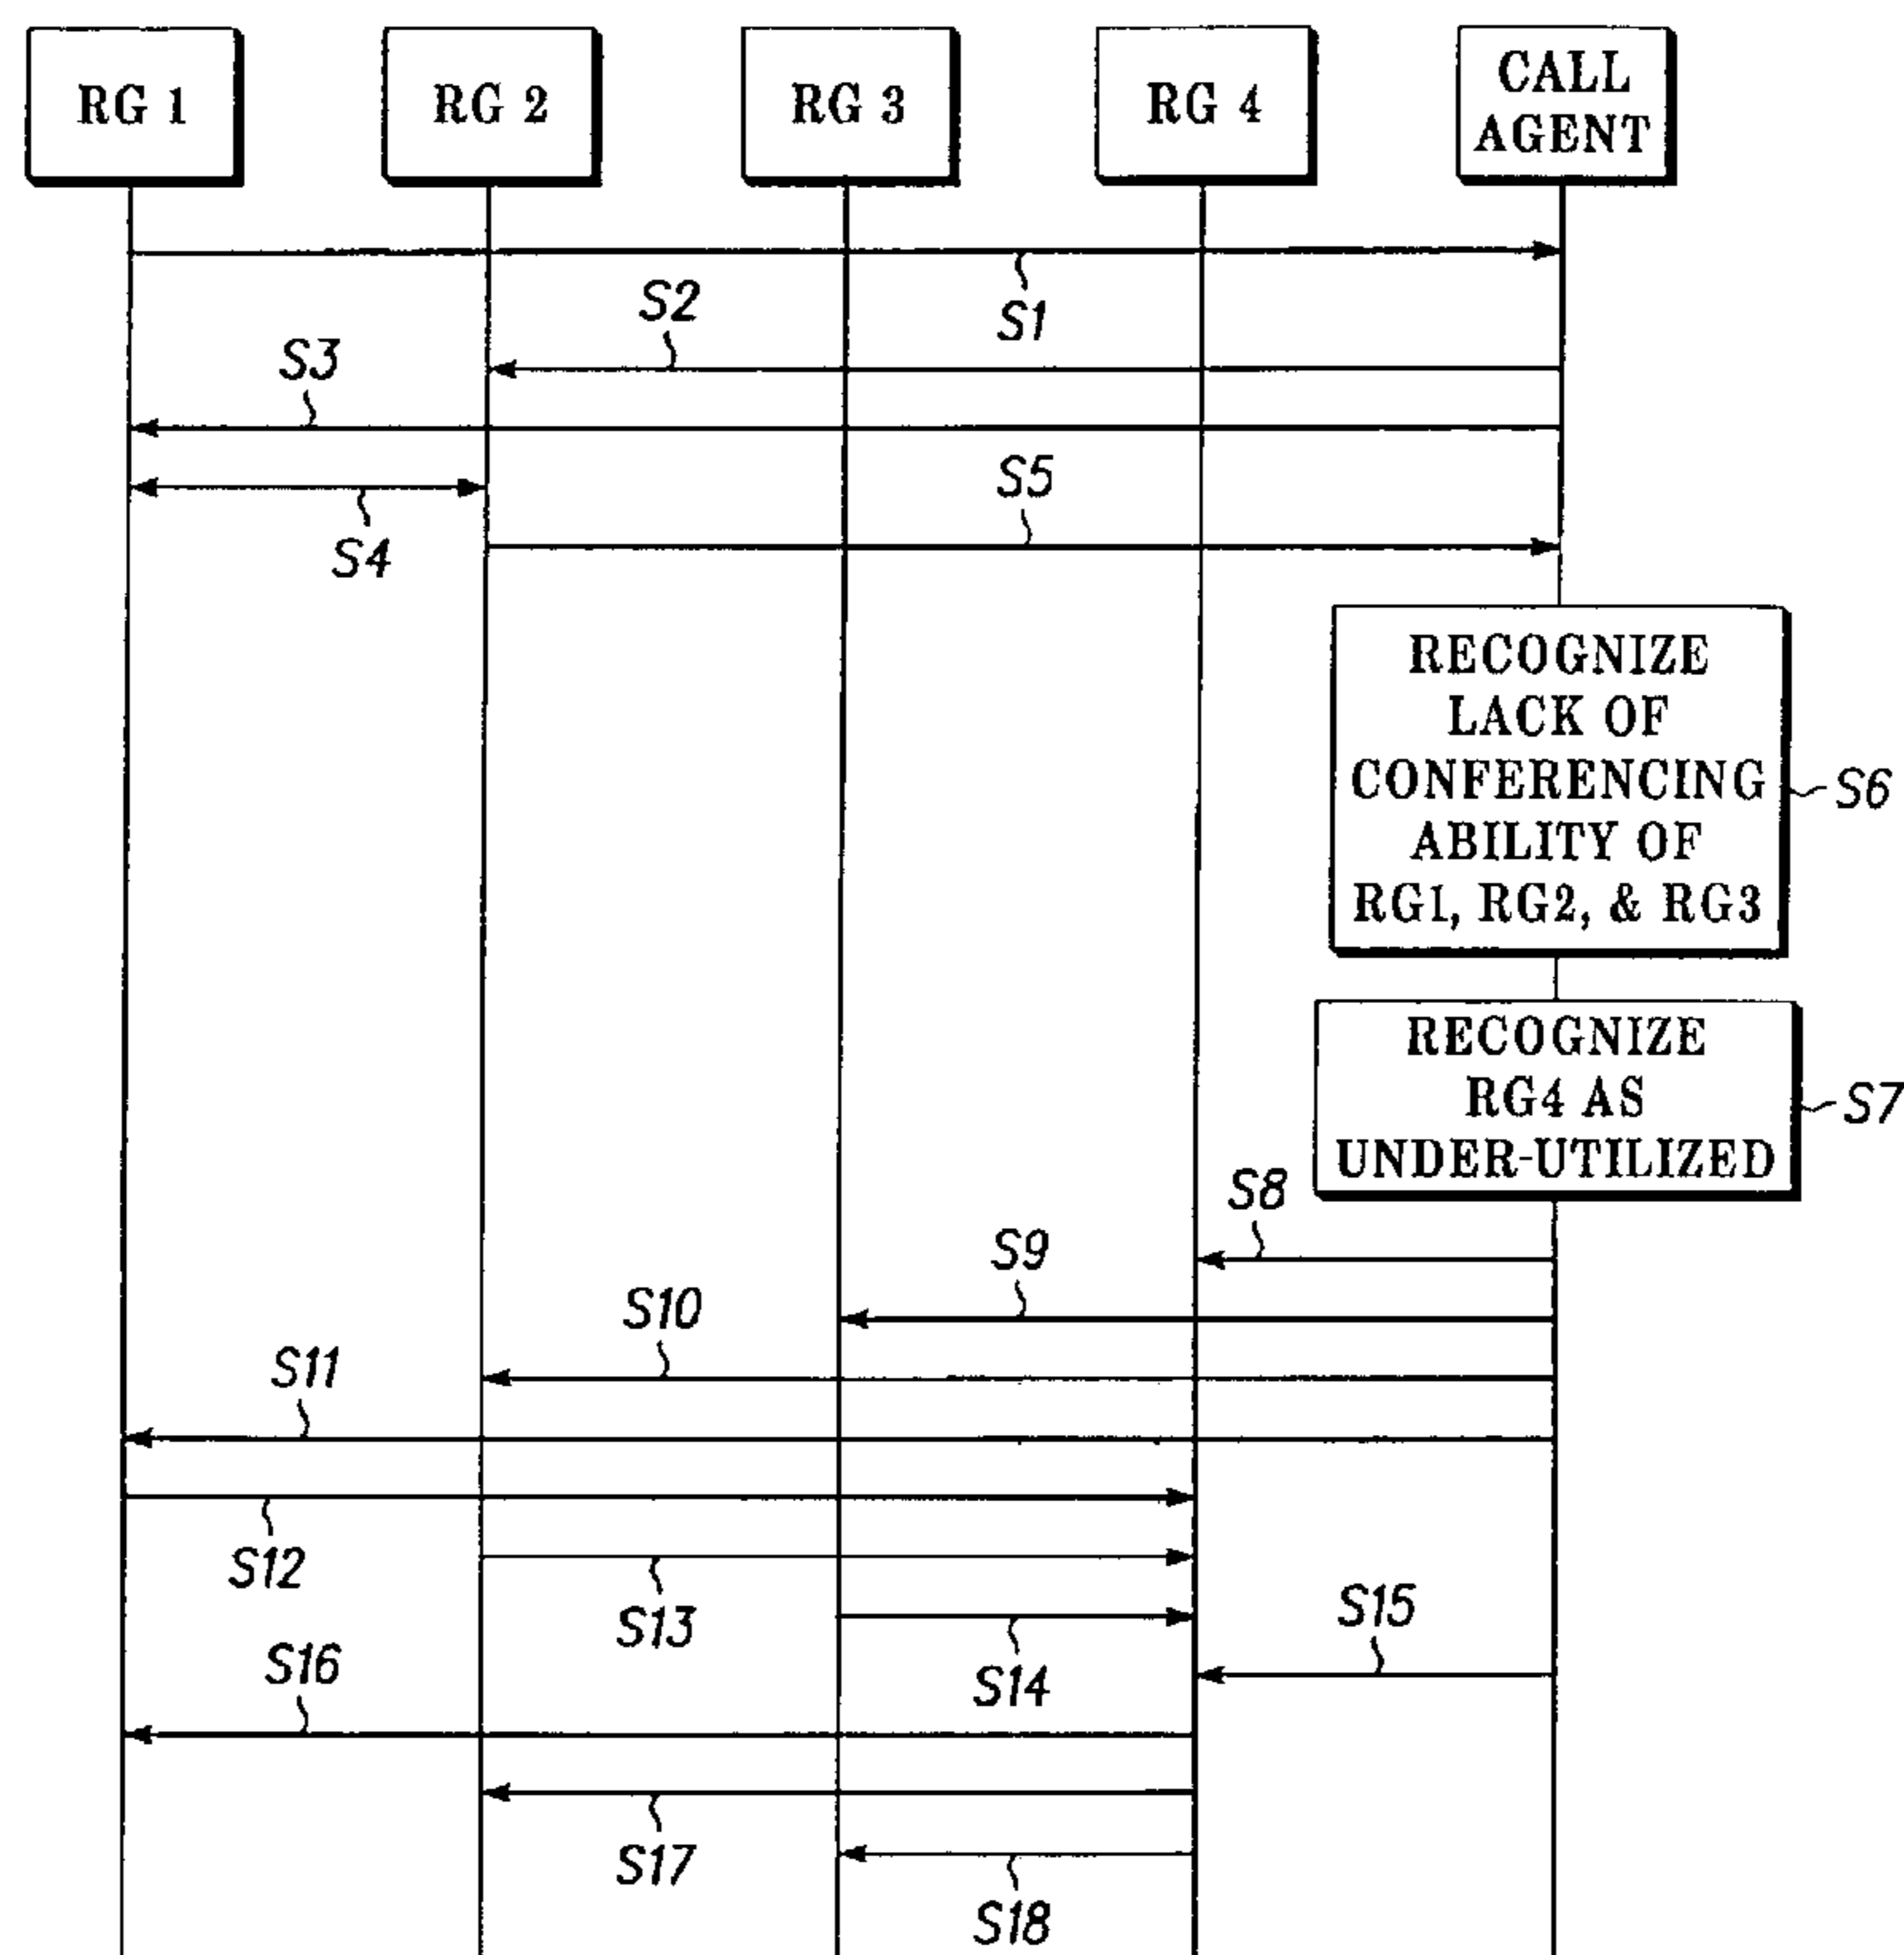 RG 1
RG 2
RG 3
RG 4
CALL
AGENT
S1
S2
S3
S4
S5
RECOGNIZE
LACK OF
CONFERENCING
ABILITY OF
RG1, RG2, & RG3
S6
RECOGNIZE
RG4 AS
UNDER-UTILIZED
S7
S8
S9
S10
S11
S12
S13
S14
S15
S16
S17
S18